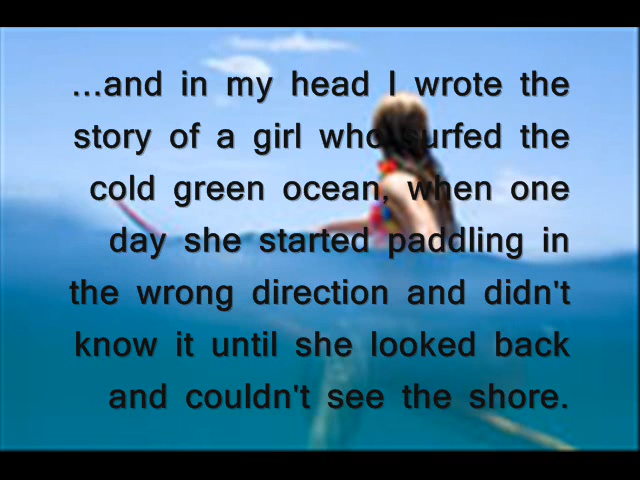 ...and in my head I wrote the
story of a girl who surfed the
cold green ocean, when one
day she started paddling in
the wrong direction and didn't
know it until she looked back
and couldn't see the shore.